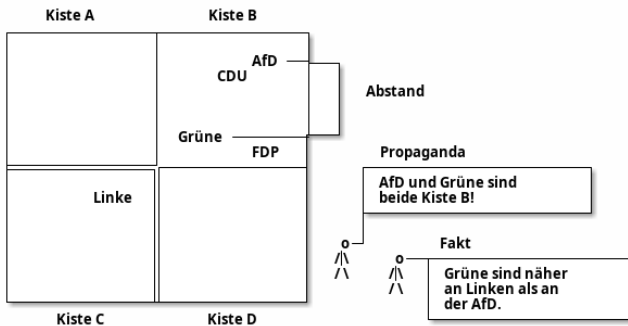 Kiste A
Kiste B
AfD
CDU
Abstand
Grüne
FDP
Propaganda
AfD und Grüne sind
beide Kiste B!
Linke
o
Fakt
/|\
/ \
o
/|\
/ \
Grüne sind näher
an Linken als an
der AfD.
Kiste C
Kiste D